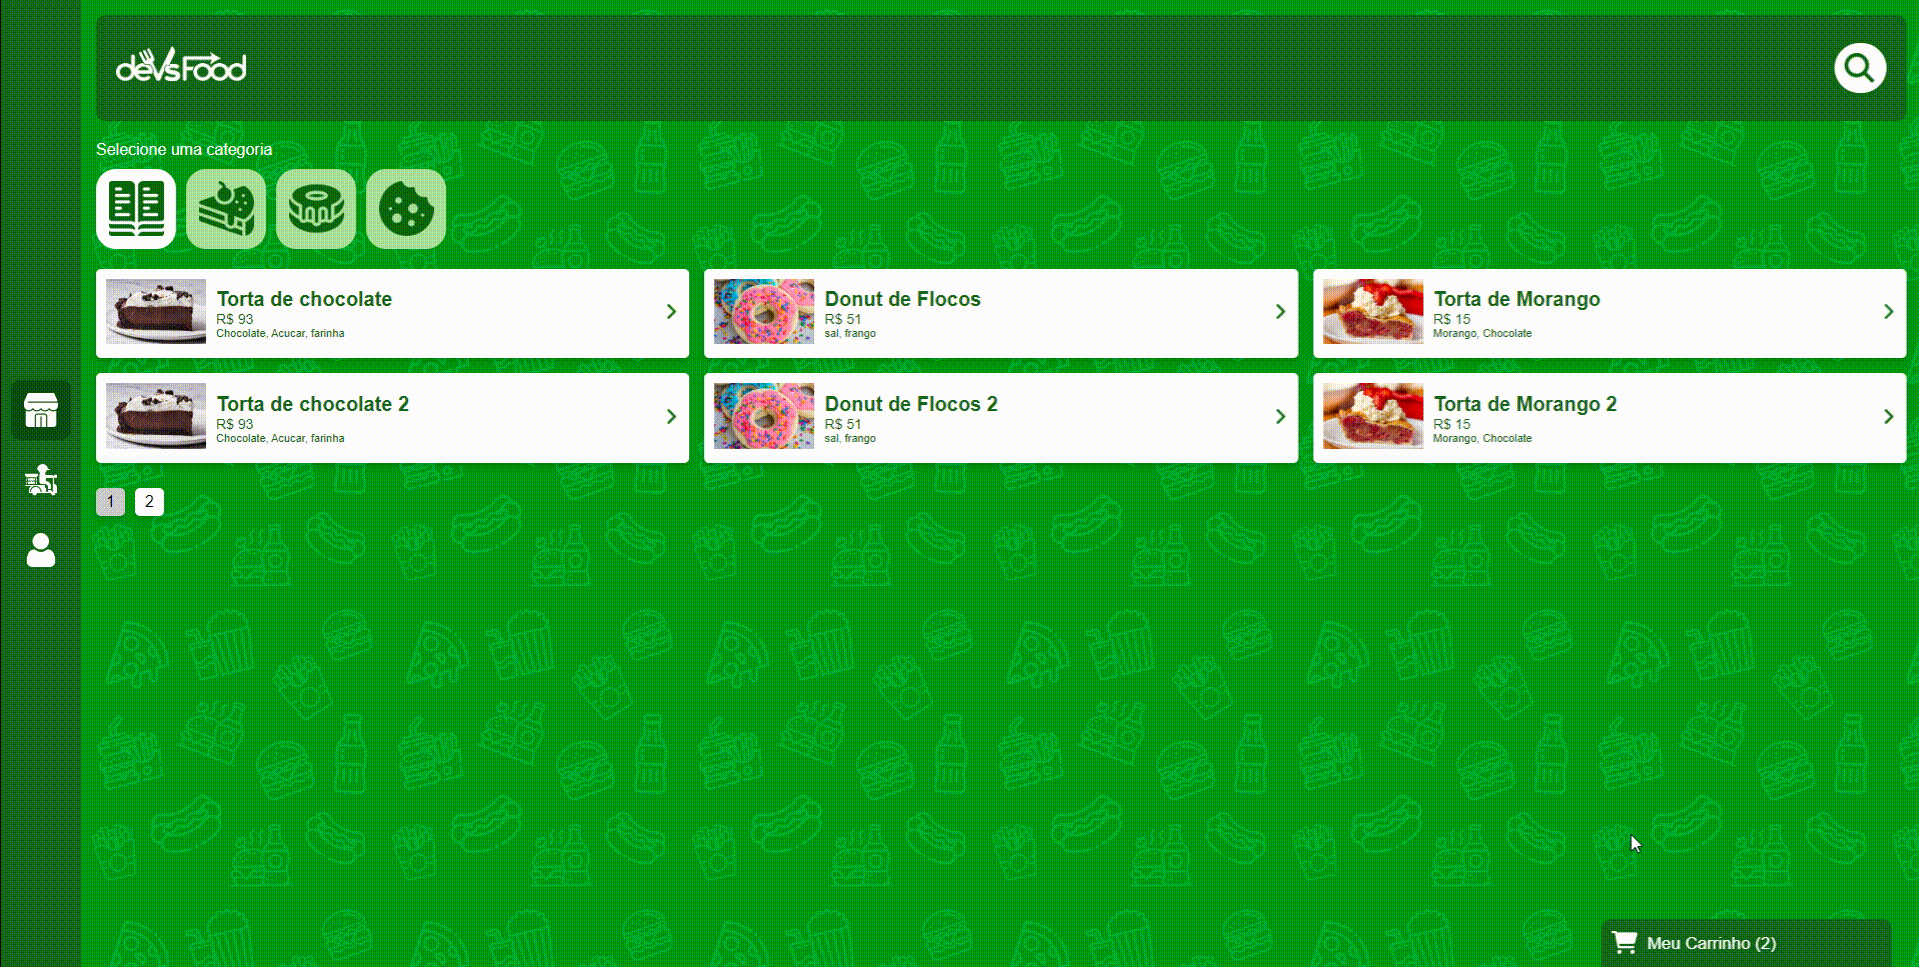 devsFood
Selecione uma categoria
Torta de chocolate
R$ 93
Chocolate, Acucar, farinha
Donut de Flocos
R$ 51
sal, frango
Torta de Morango
R$ 15
Morango, Chocolate
Torta de chocolate 2
R$ 93
Chocolate, Acucar, farinha
Donut de Flocos 2
R$ 51
sal, frango
Torta de Morango 2
R$ 15
Morango, Chocolate
1 2
Meu Carrinho (2)